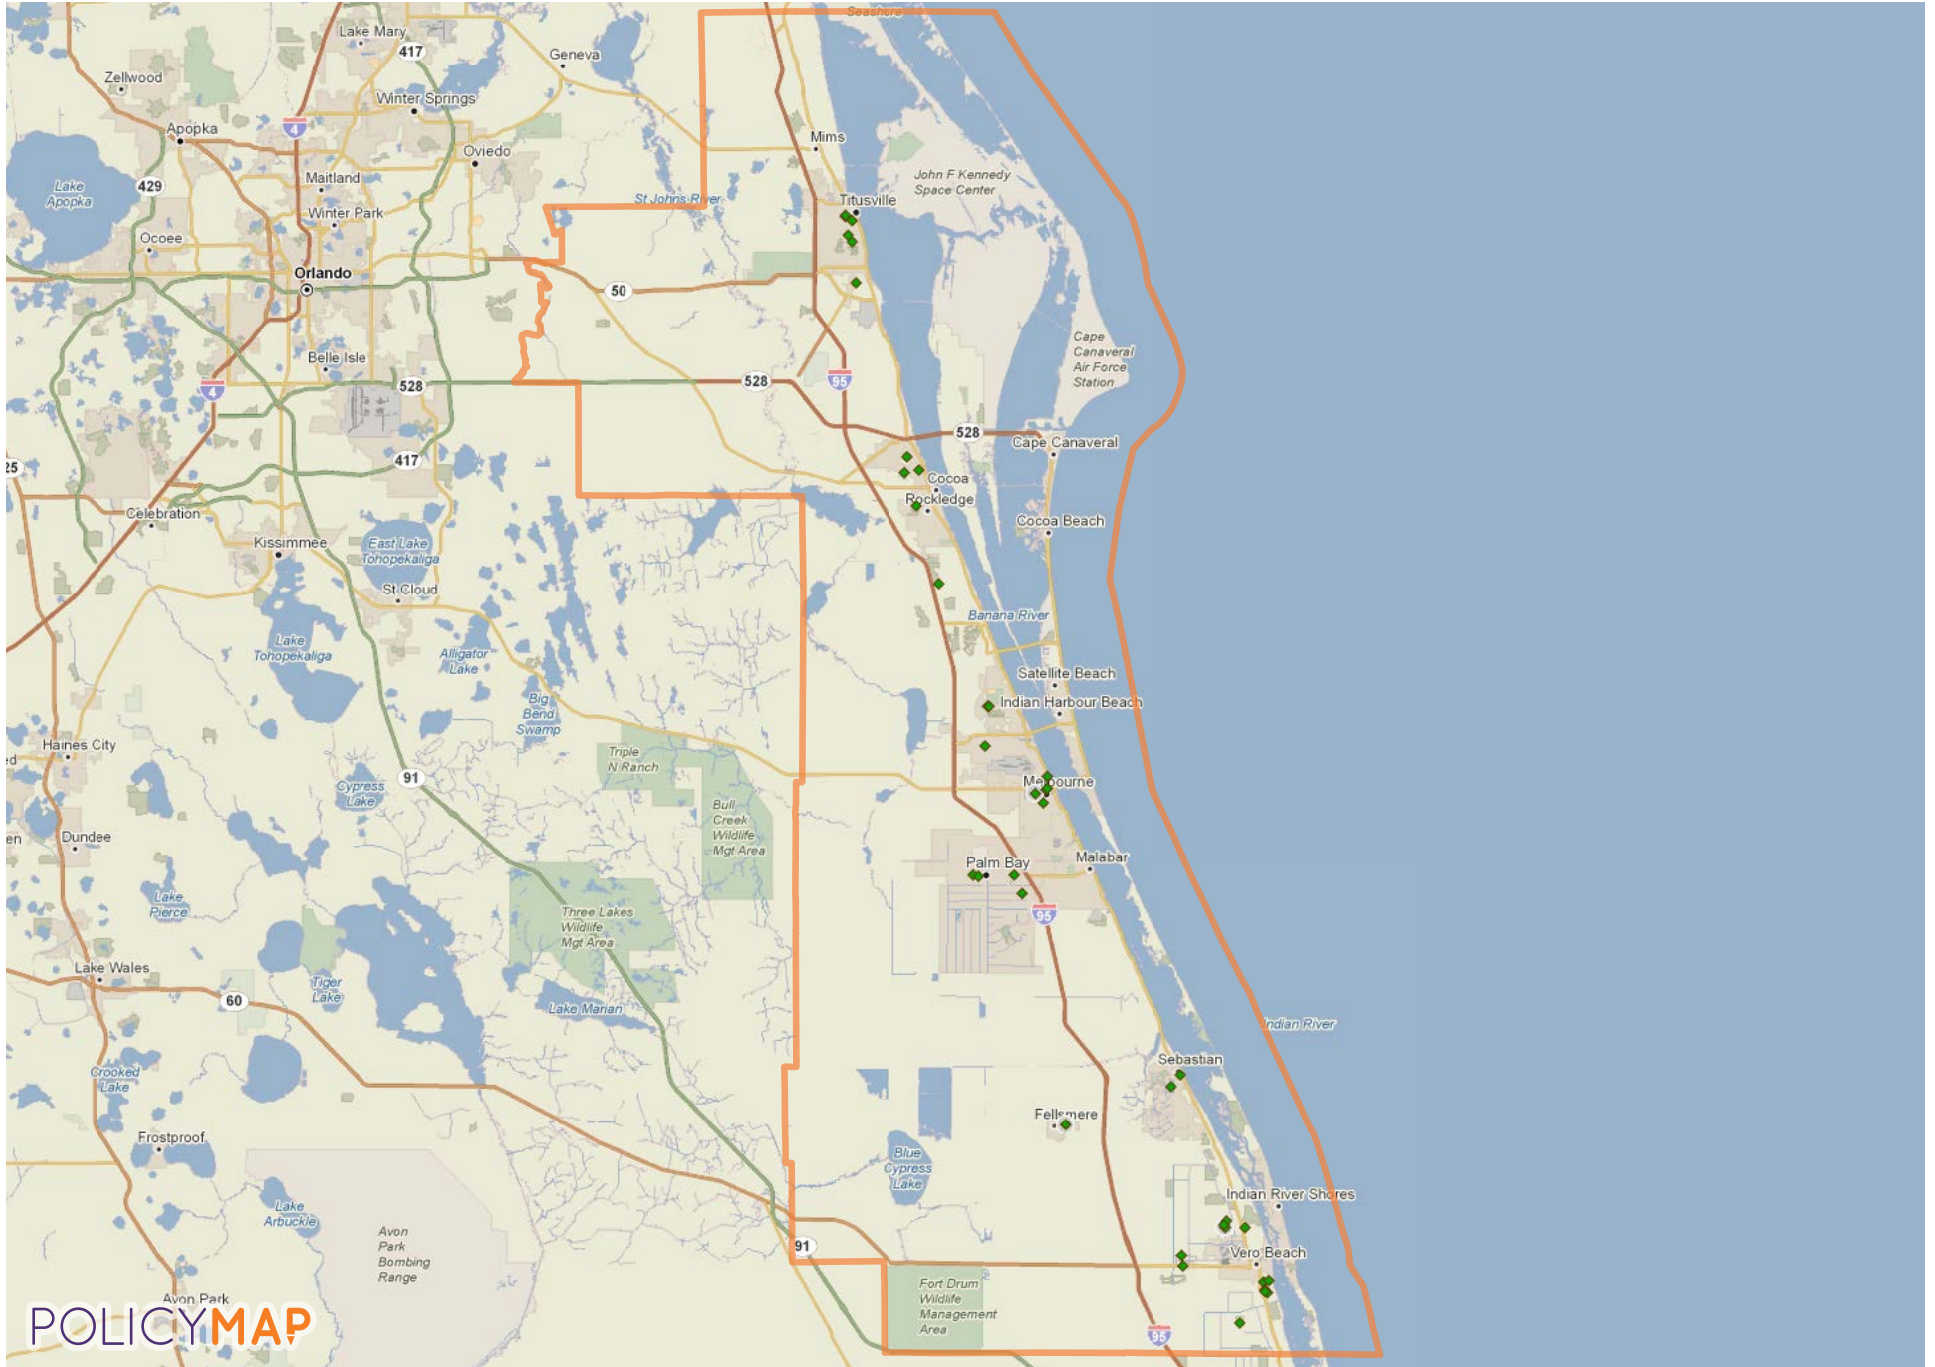 Seashore
Lake Mary
417
Geneva
Zellwood
Winter Springs
4
Apopka
Mims
Oviedo
John F Kennedy
Space Center
Maitland
429
Lake
Apopka
St Johns River
Titusville
Winter Park
Ocoee
Orlando
50
Cape
Canaveral
Air Force
Station
Belle Isle
4
528
528
95
528
Cape Canaveral
417
25
Cocoa
Rockledge
Celebration
Cocoa Beach
Kissimmee
East Lake
Tohopekaliga
St Cloud
Banana River
Lake
Tohopekaliga
Alligator
Lake
Satellite Beach
Indian Harbour Beach
Big
Bend
Swamp
Haines City
Triple
N Ranch
ed
91
Melbourne
Cypress
Lake
Bull
Creek
Wildlife
Mgt Area
en
Dundee
Palm Bay
Malabar
Lake
Pierce
Three Lakes
Wildlife
Mgt Area
95
Lake Wales
60
Tiger
Lake
Lake Marian
Indian River
Sebastian
Crooked
Lake
Fellsmere
Frostproof
Blue
Cypress
Lake
Indian River Shores
Lake
Arbuckle
Avon
Park
Bombing
Range
91
Vero Beach
Fort Drum
Wildlife
Management
Area
Avon Park
POLICYMAP
95